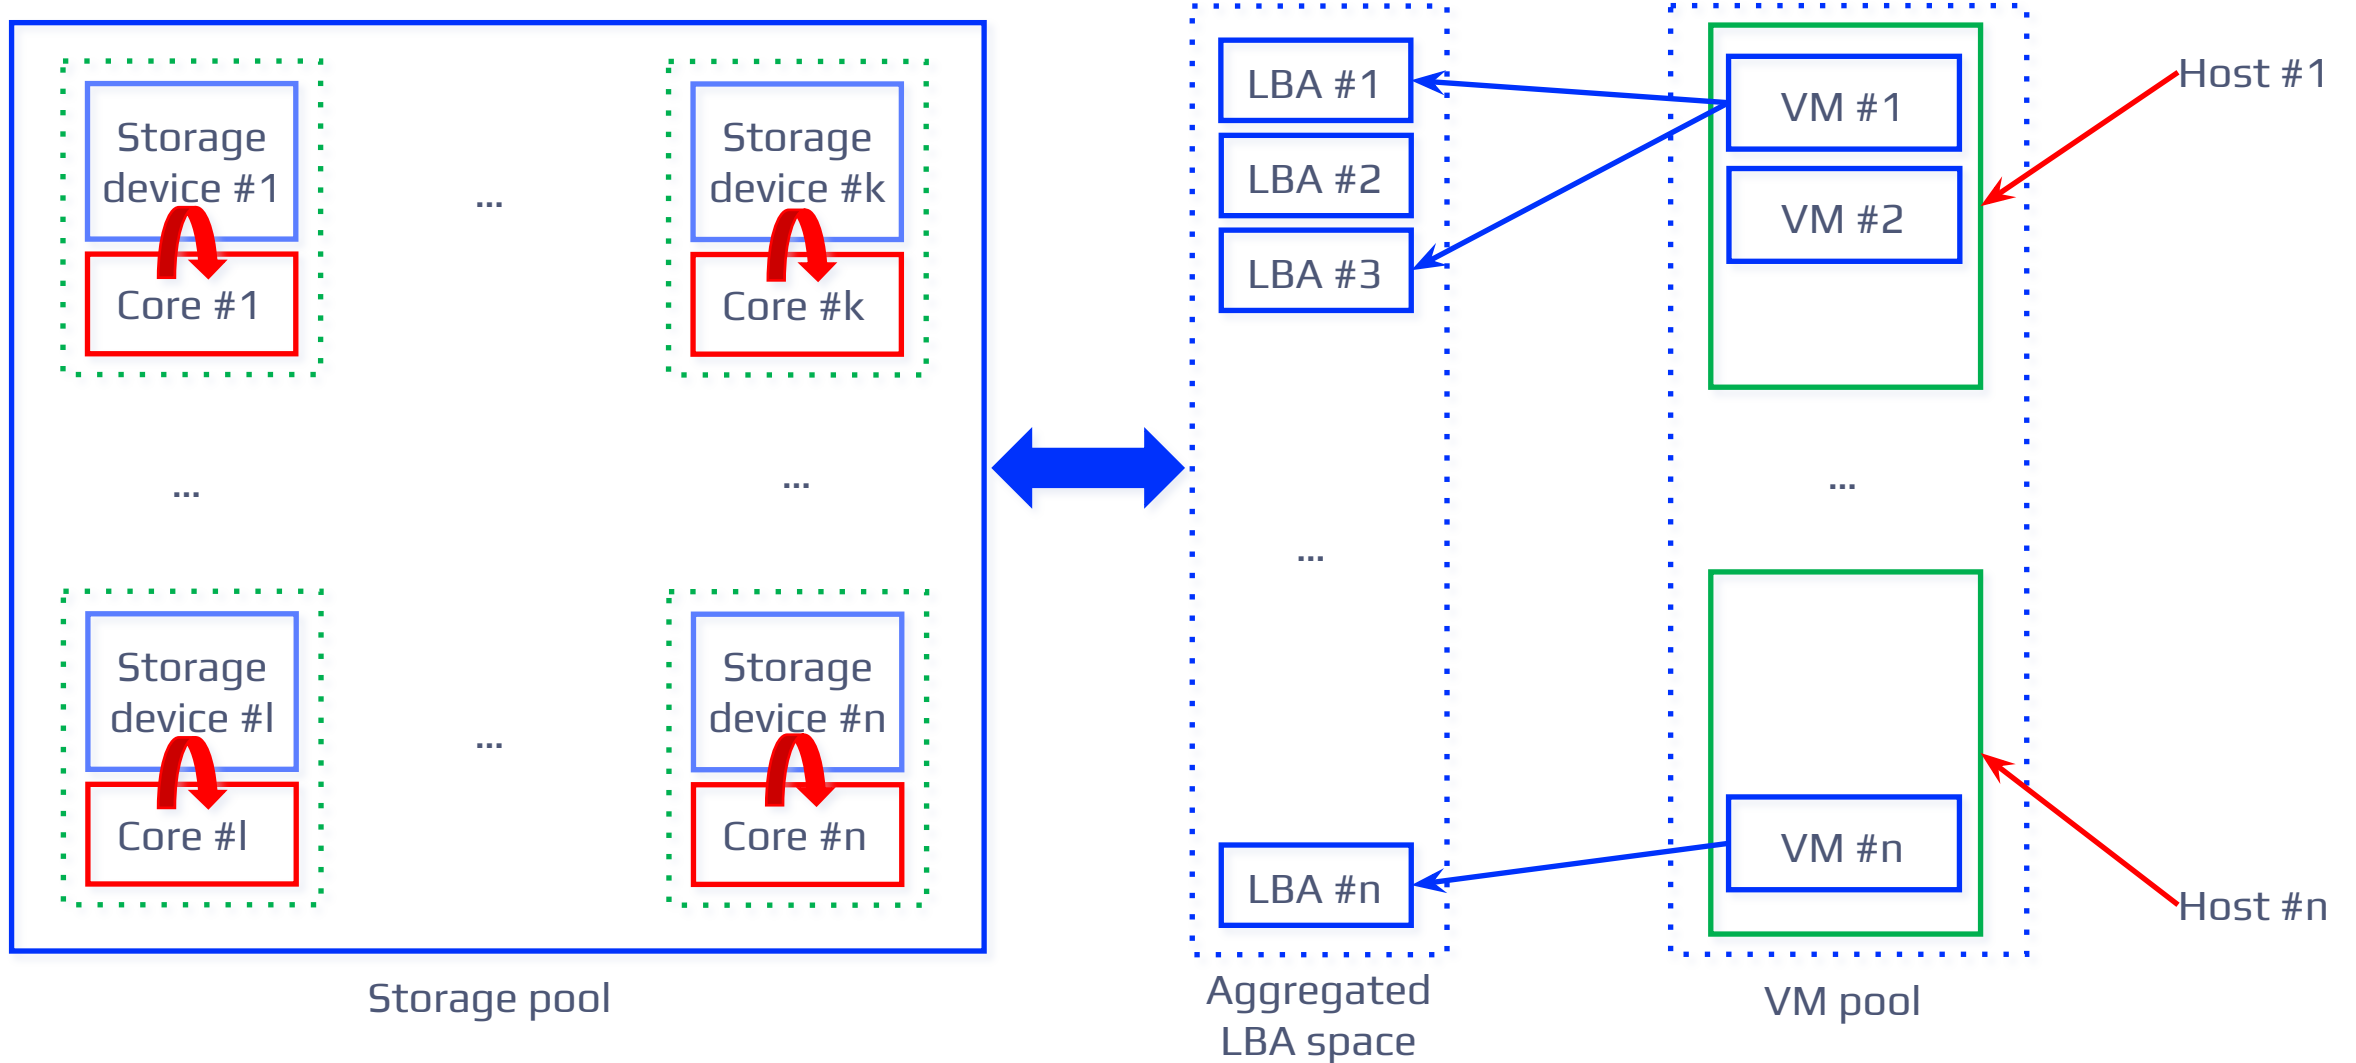 Storage
device #1
Core #1
...
Storage
device #k
Core #k
...
...
Storage
device #l
Core #l
...
Storage
device #n
Core #n
Storage pool
LBA #1
LBA #2
LBA #3
...
LBA #n
Aggregated
LBA space
VM #1
VM #2
...
VM #n
VM pool
Host #1
Host #n